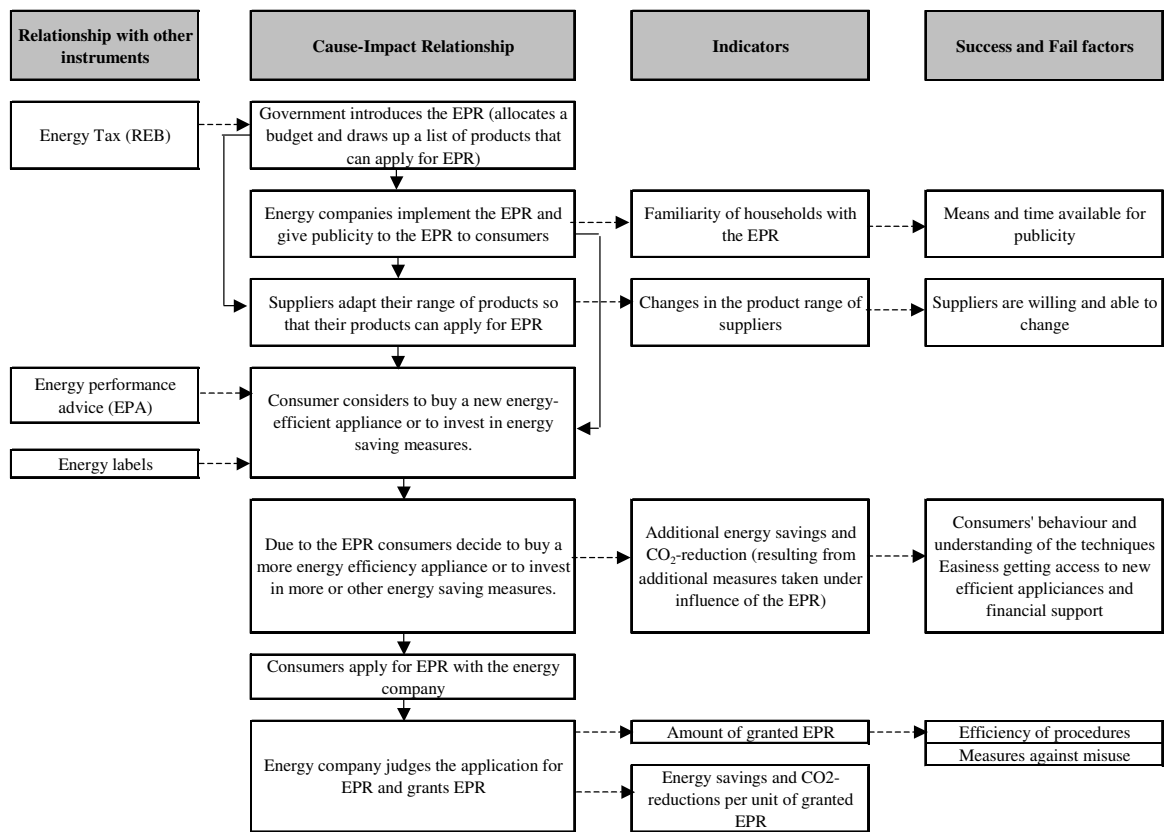 Relationship with other
instruments
Cause-Impact Relationship
Indicators
Success and Fail factors
Energy Tax (REB)
Government introduces the EPR (allocates a
budget and draws up a list of products that
can apply for EPR)
Energy companies implement the EPR and
give publicity to the EPR to consumers
Familiarity of households with
the EPR
Means and time available for
publicity
Suppliers adapt their range of products so
that their products can apply for EPR
Changes in the product range of
suppliers
Suppliers are willing and able to
change
Energy performance
advice (EPA)
Energy labels
Consumer considers to buy a new energy-
efficient appliance or to invest in energy
saving measures.
Due to the EPR consumers decide to buy a
more energy efficiency appliance or to invest
in more or other energy saving measures.
Additional energy savings and
CO₂-reduction (resulting from
additional measures taken under
influence of the EPR)
Consumers' behaviour and
understanding of the techniques
Easiness getting access to new
efficient appliciances and
financial support
Consumers apply for EPR with the energy
company
Energy company judges the application for
EPR and grants EPR
Amount of granted EPR
Efficiency of procedures
Measures against misuse
Energy savings and CO2-
reductions per unit of granted
EPR